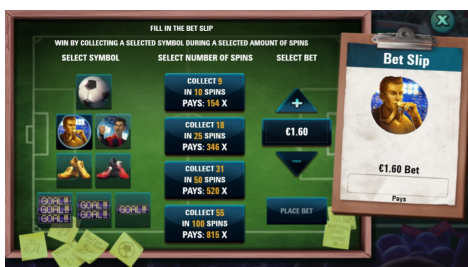 FILL IN THE BET SLIP
WIN BY COLLECTING A SELECTED SYMBOL DURING A SELECTED AMOUNT OF SPINS
SELECT SYMBOL
SELECT NUMBER OF SPINS
SELECT BET
COLLECT 9
IN 10 SPINS
PAYS: 154 X
COLLECT 18
IN 25 SPINS
PAYS: 346 X
COLLECT 31
IN 50 SPINS
PAYS: 520 X
COLLECT 55
IN 100 SPINS
PAYS: 815 X
GOAL!!
GOAL!!
GOAL!!
GOAL!!
GOAL!!
GOAL!!
+
€1.60
–
PLACE BET
X
Bet Slip
€1.60 Bet
Pays